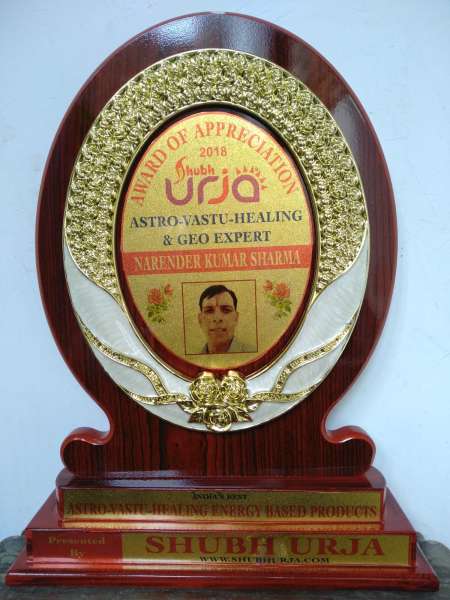 AWARD OF APPRECIATION
2018
Shubh
urja
ASTRO-VASTU-HEALING
& GEO EXPERT
NARENDER KUMAR SHARMA
INDIA'S BEST
ASTRO-VASTU-HEALING ENERGY BASED PRODUCTS
Presented
By
SHUBH URJA
WWW.SHUBHURJA.COM